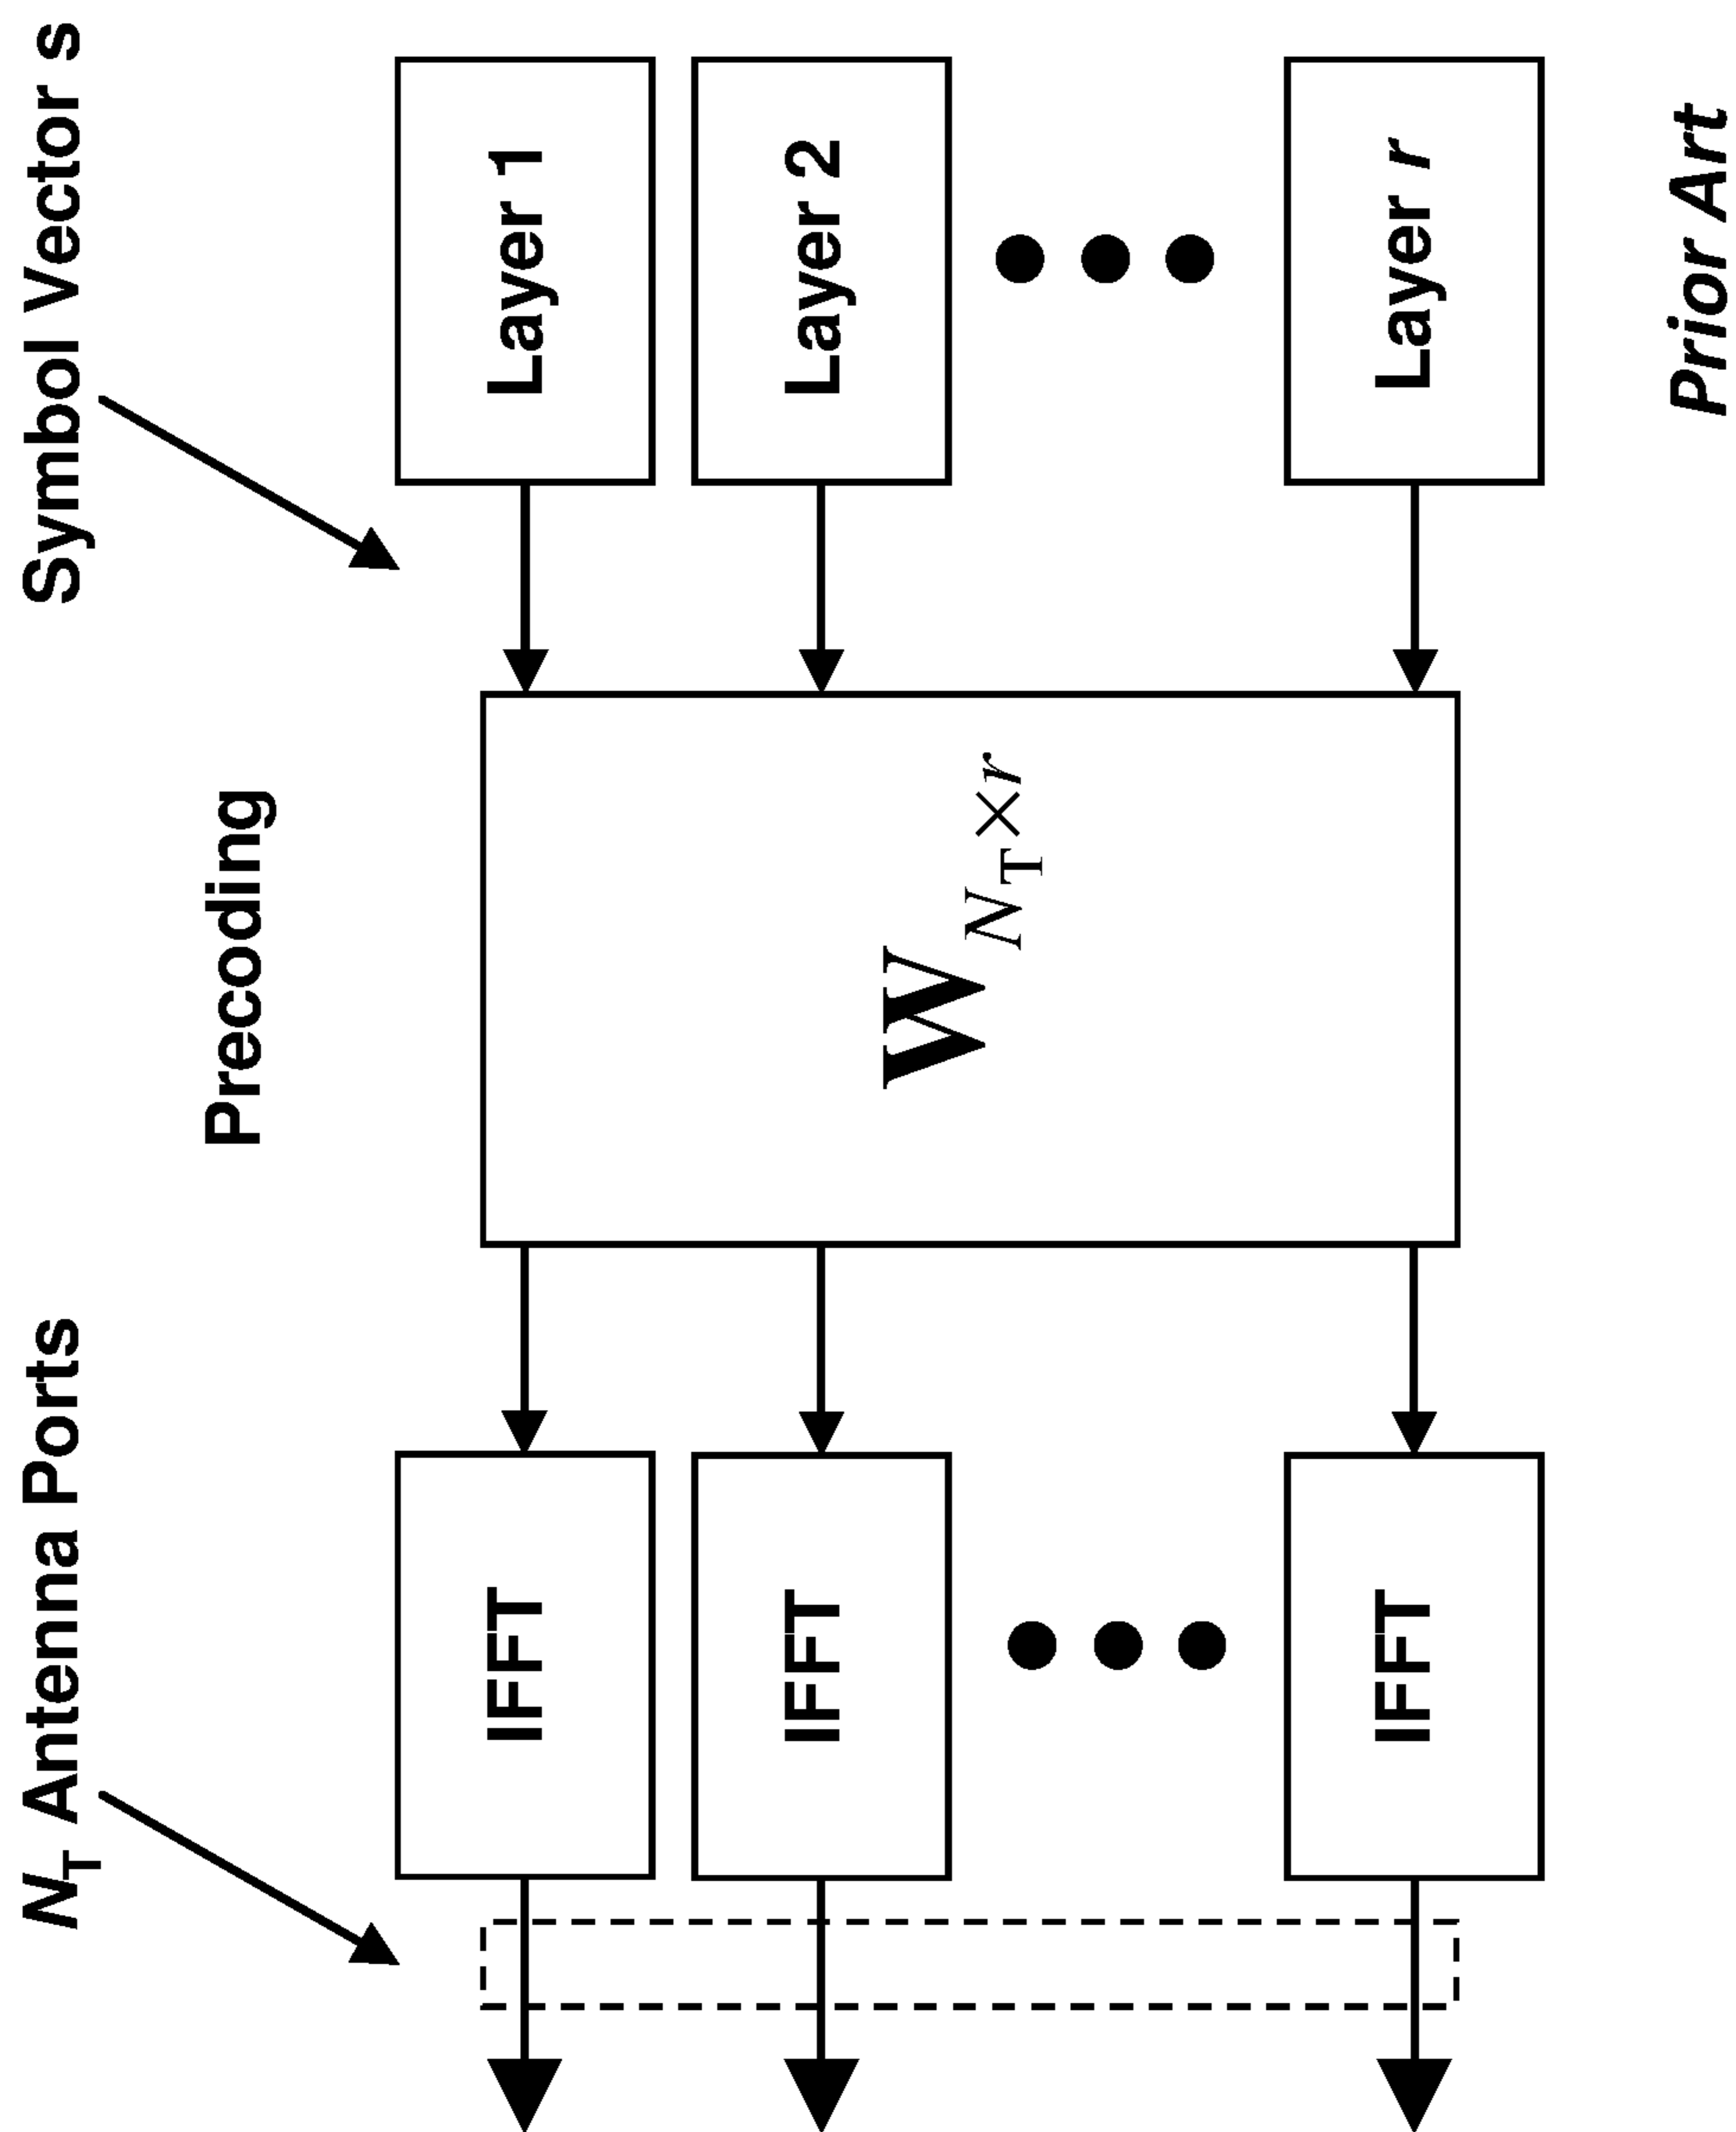 Symbol Vector s
Layer 1
Layer 2
Layer r
Precoding
W_{N_T×r}
N_T Antenna Ports
IFFT
IFFT
IFFT
Prior Art